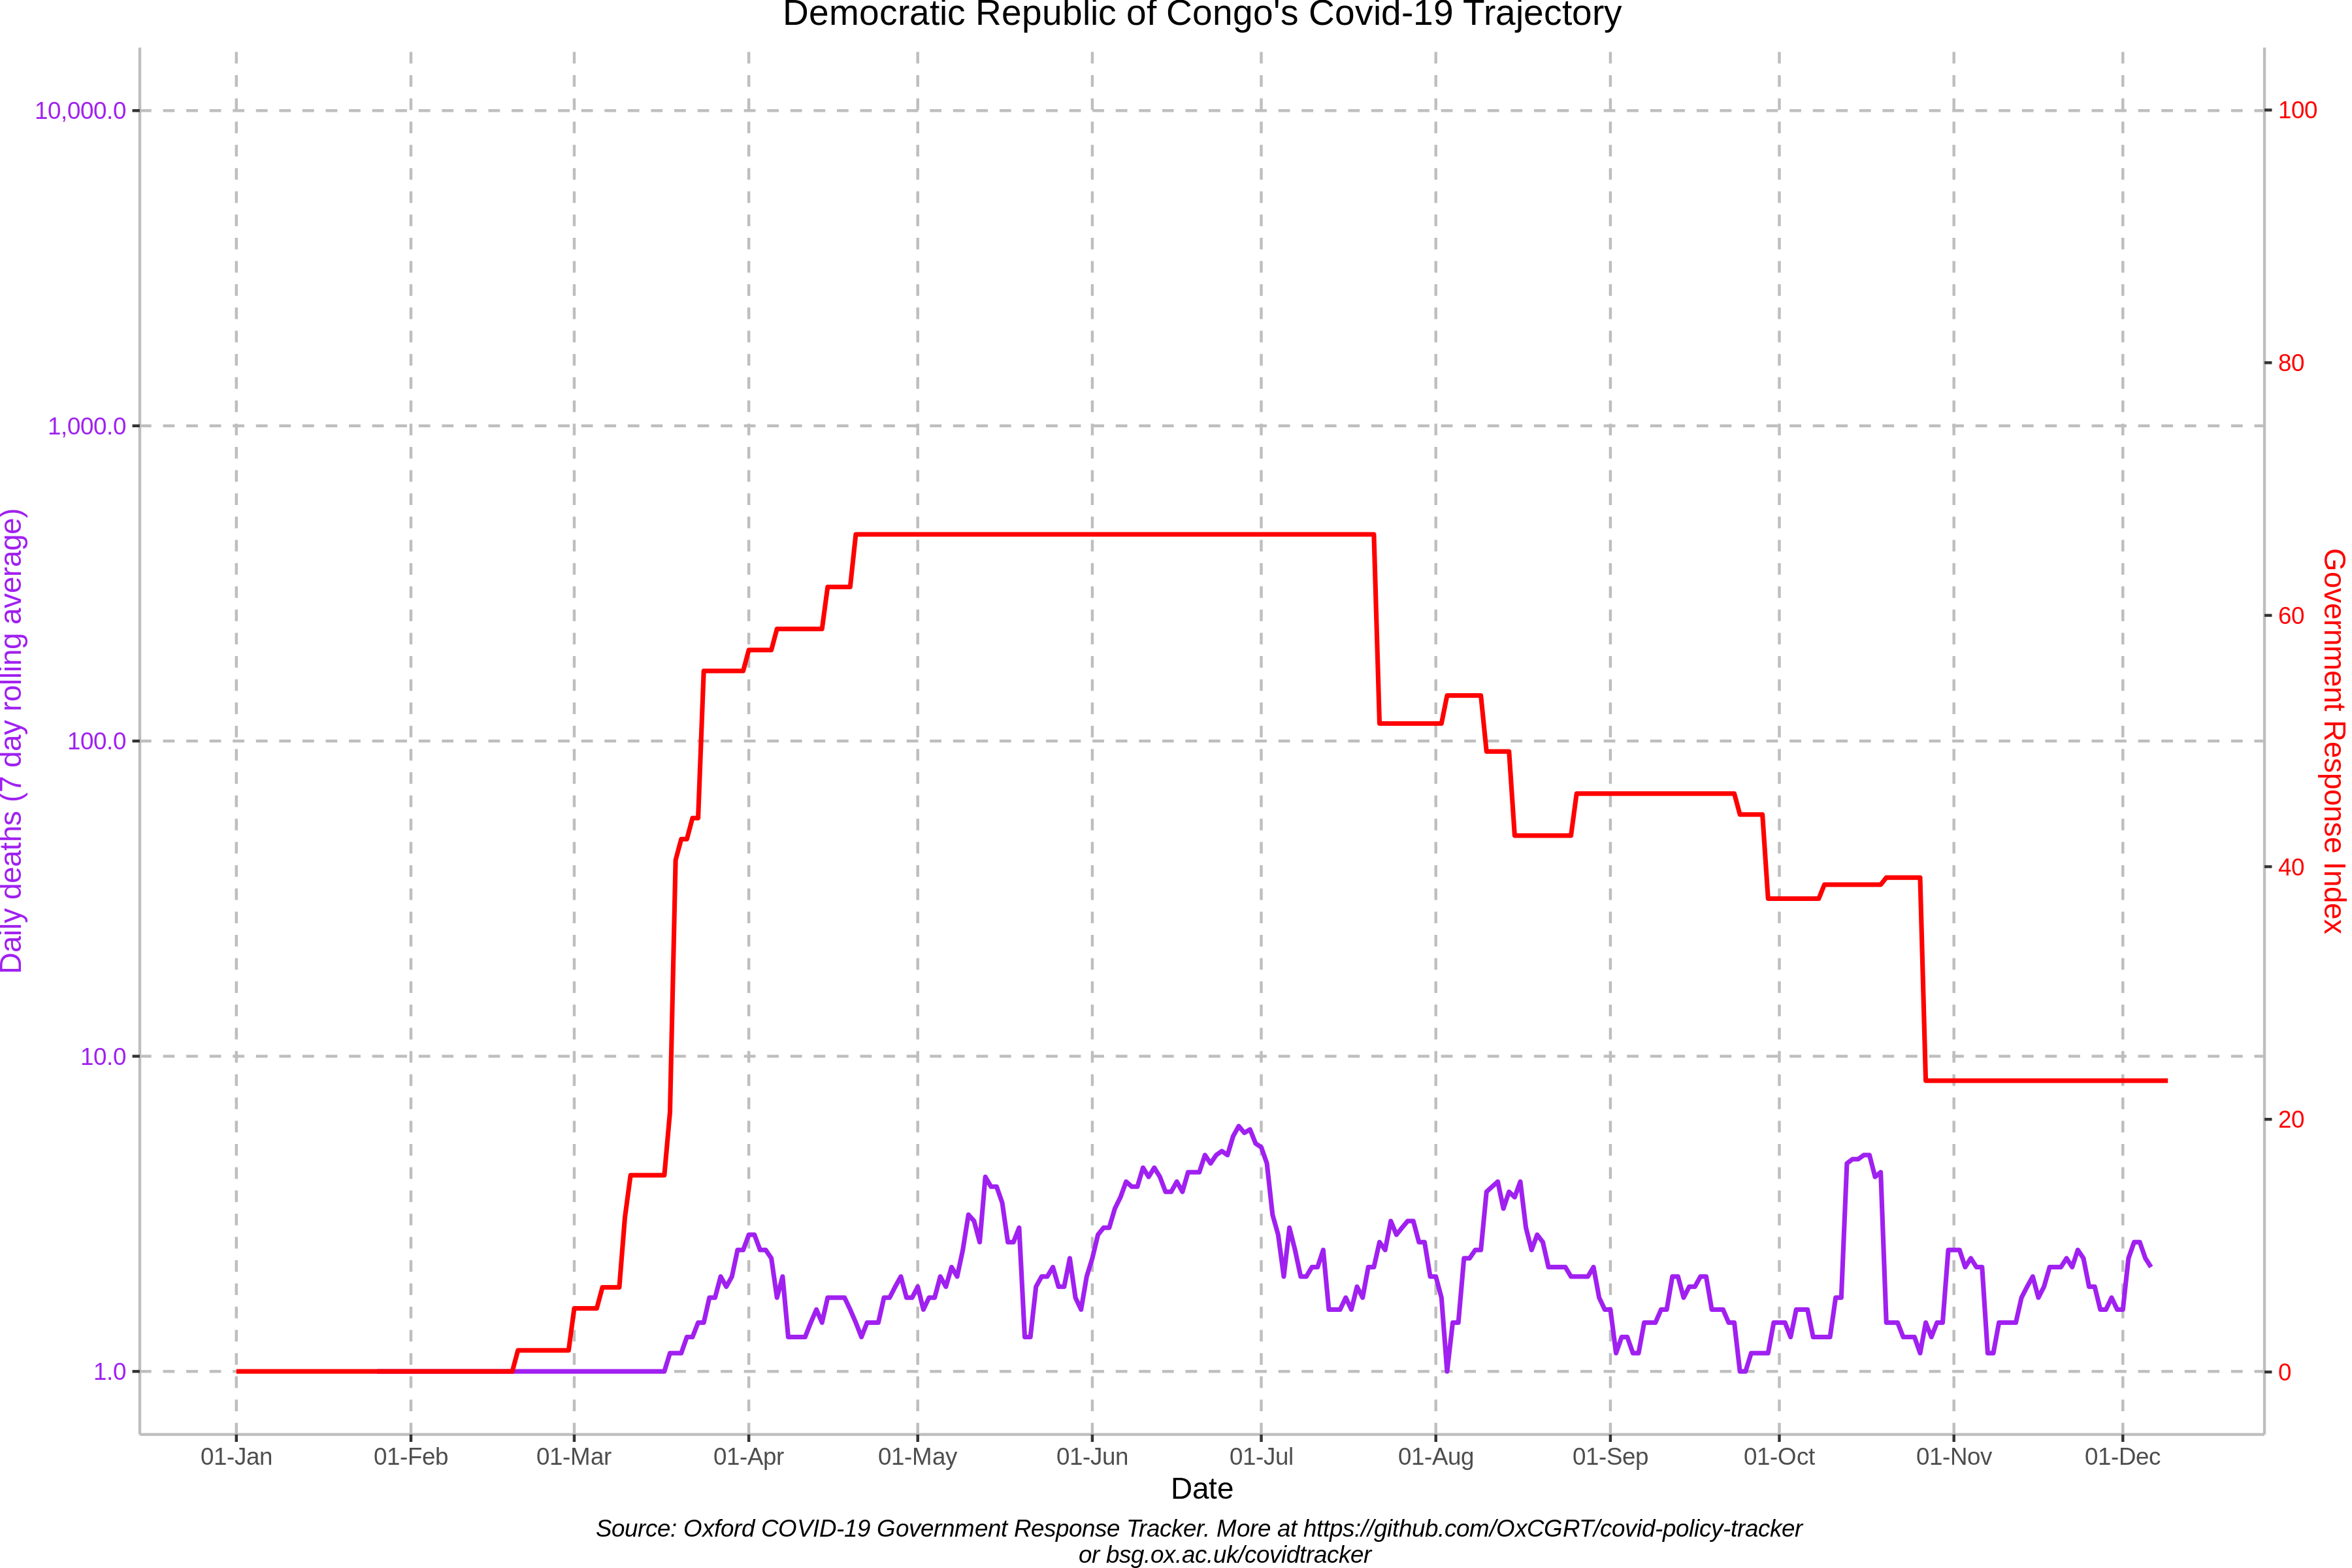 Democratic Republic of Congo's Covid-19 Trajectory
10,000.0
1,000.0
100.0
10.0
1.0
Daily deaths (7 day rolling average)
100
80
60
40
20
0
Government Response Index
01-Jan
01-Feb
01-Mar
01-Apr
01-May
01-Jun
01-Jul
01-Aug
01-Sep
01-Oct
01-Nov
01-Dec
Date
Source: Oxford COVID-19 Government Response Tracker. More at https://github.com/OxCGRT/covid-policy-tracker
or bsg.ox.ac.uk/covidtracker